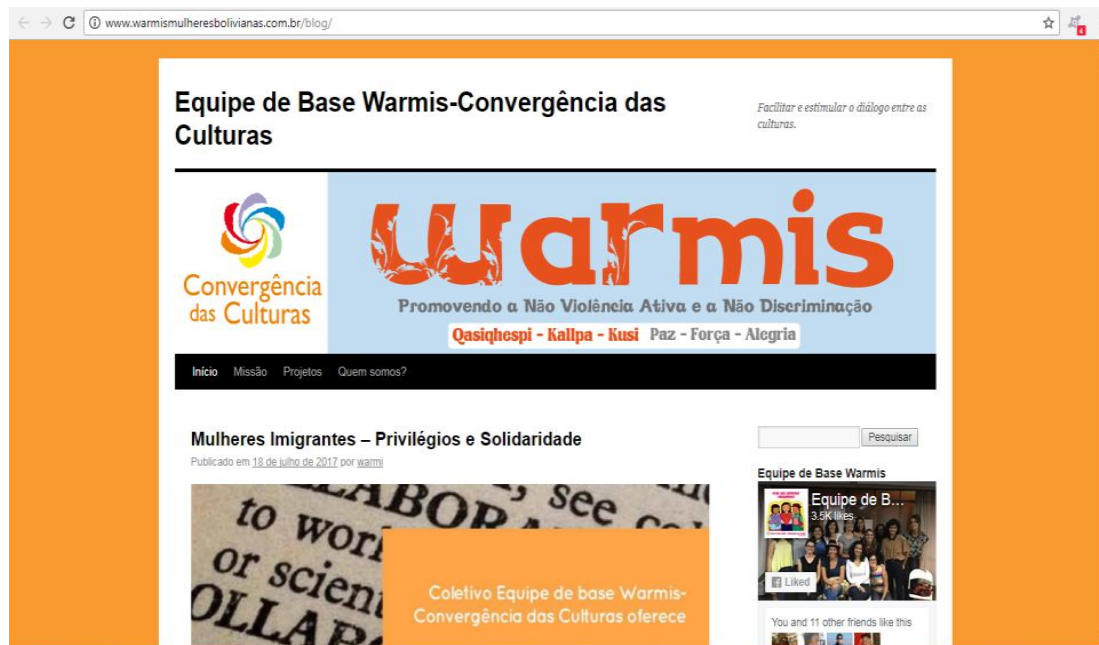 www.warmismulheresbolivianas.com.br/blog/
4
Equipe de Base Warmis-Convergência das
Culturas
Facilitar e estimular o diálogo entre as
culturas.
Convergência
das Culturas
warmis
Promovendo a Não Violência Ativa e a Não Discriminação
Qasiqhespi - Kallpa - Kusi Paz - Força - Alegria
Início Missão Projetos Quem somos?
Mulheres Imigrantes – Privilégios e Solidaridade
Publicado em 18 de julho de 2017 por warmi
see
to work
or scient
Coletivo Equipe de base Warmis-
Convergência das Culturas oferece
Pesquisar
Equipe de Base Warmis
Equipe de B...
3.5K likes
Liked
You and 11 other friends like this